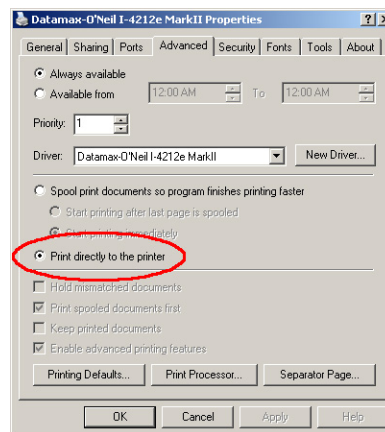 Datamax-O'Neil I-4212e MarkII Properties ? X
General Sharing Ports Advanced Security Fonts Tools About
Always available
Available from 12:00 AM To 12:00 AM
Priority: 1
Driver: Datamax-O'Neil I-4212e MarkII New Driver...
Spool print documents so program finishes printing faster
Start printing after last page is spooled
Start printing immediately
Print directly to the printer
Hold mismatched documents
Print spooled documents first
Keep printed documents
Enable advanced printing features
Printing Defaults... Print Processor... Separator Page...
OK Cancel Apply Help